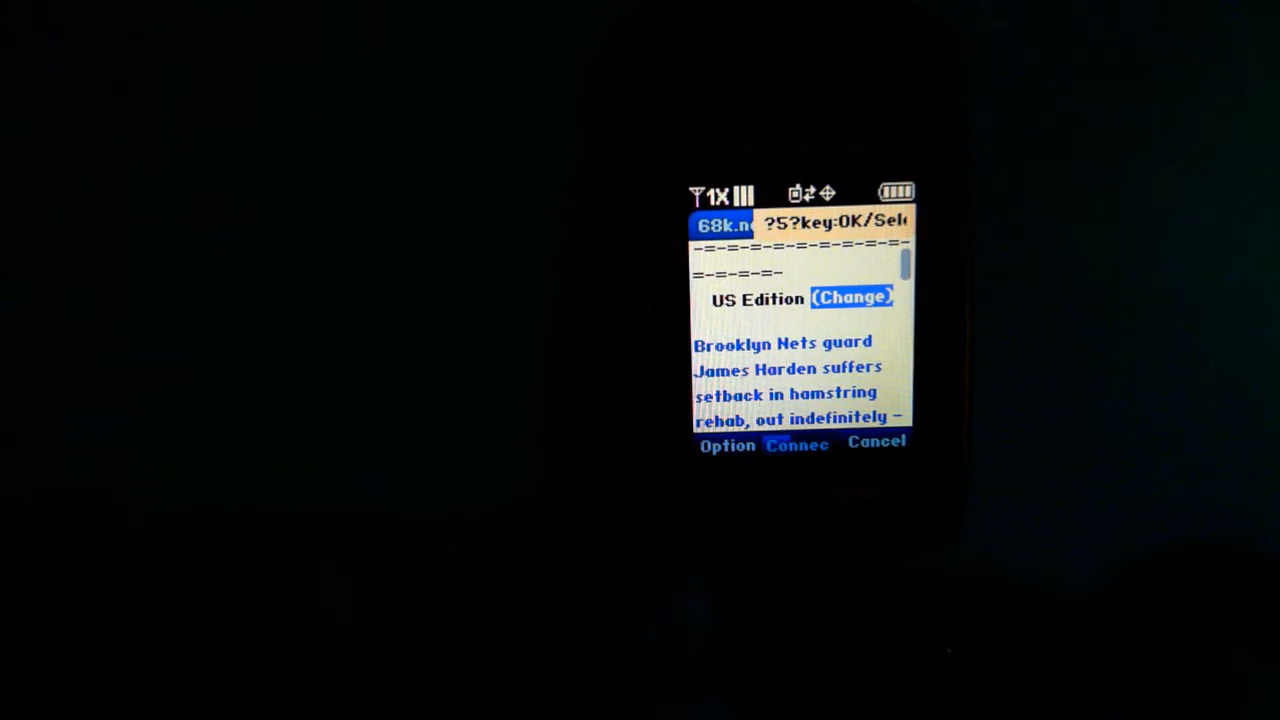 1X
68k.n ?5?key:OK/Sel
-=-=-=-=-=-=-=-=-=-
=-=-=-=-
US Edition (Change)
Brooklyn Nets guard
James Harden suffers
setback in hamstring
rehab, out indefinitely -
Option Connec Cancel